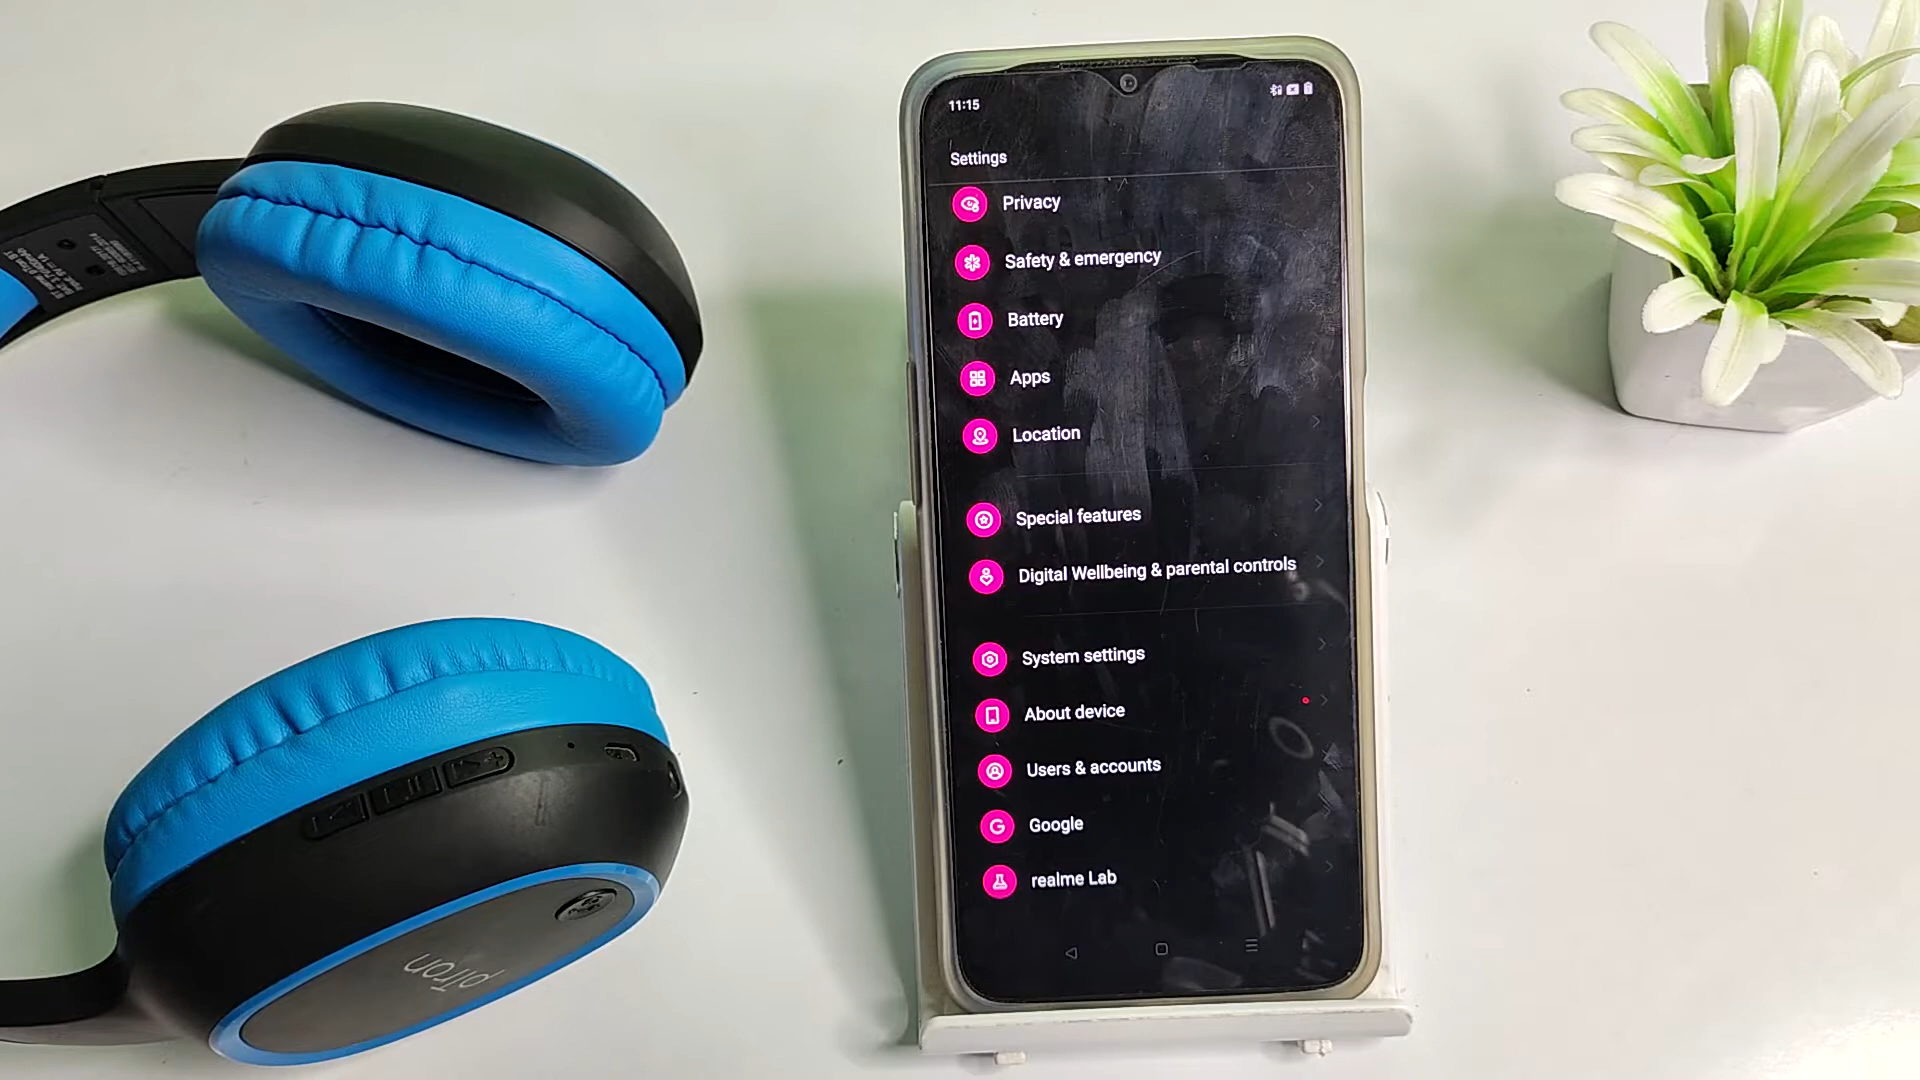 11:15
Settings
Privacy
Safety & emergency
Battery
Apps
Location
Special features
Digital Wellbeing & parental controls
System settings
About device
Users & accounts
Google
realme Lab
pTron